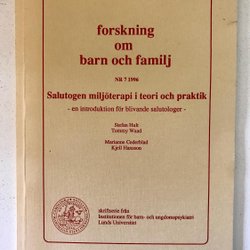 forskning
om
barn och familj
NR 7 1996
Salutogen miljöterapi i teori och praktik
- en introduktion för blivande salutologer -
Stefan Hult
Tommy Waad
Marianne Cederblad
Kjell Hansson
skriftserie från
Institutionen för barn- och ungdomspsykiatri
Lunds Universitet